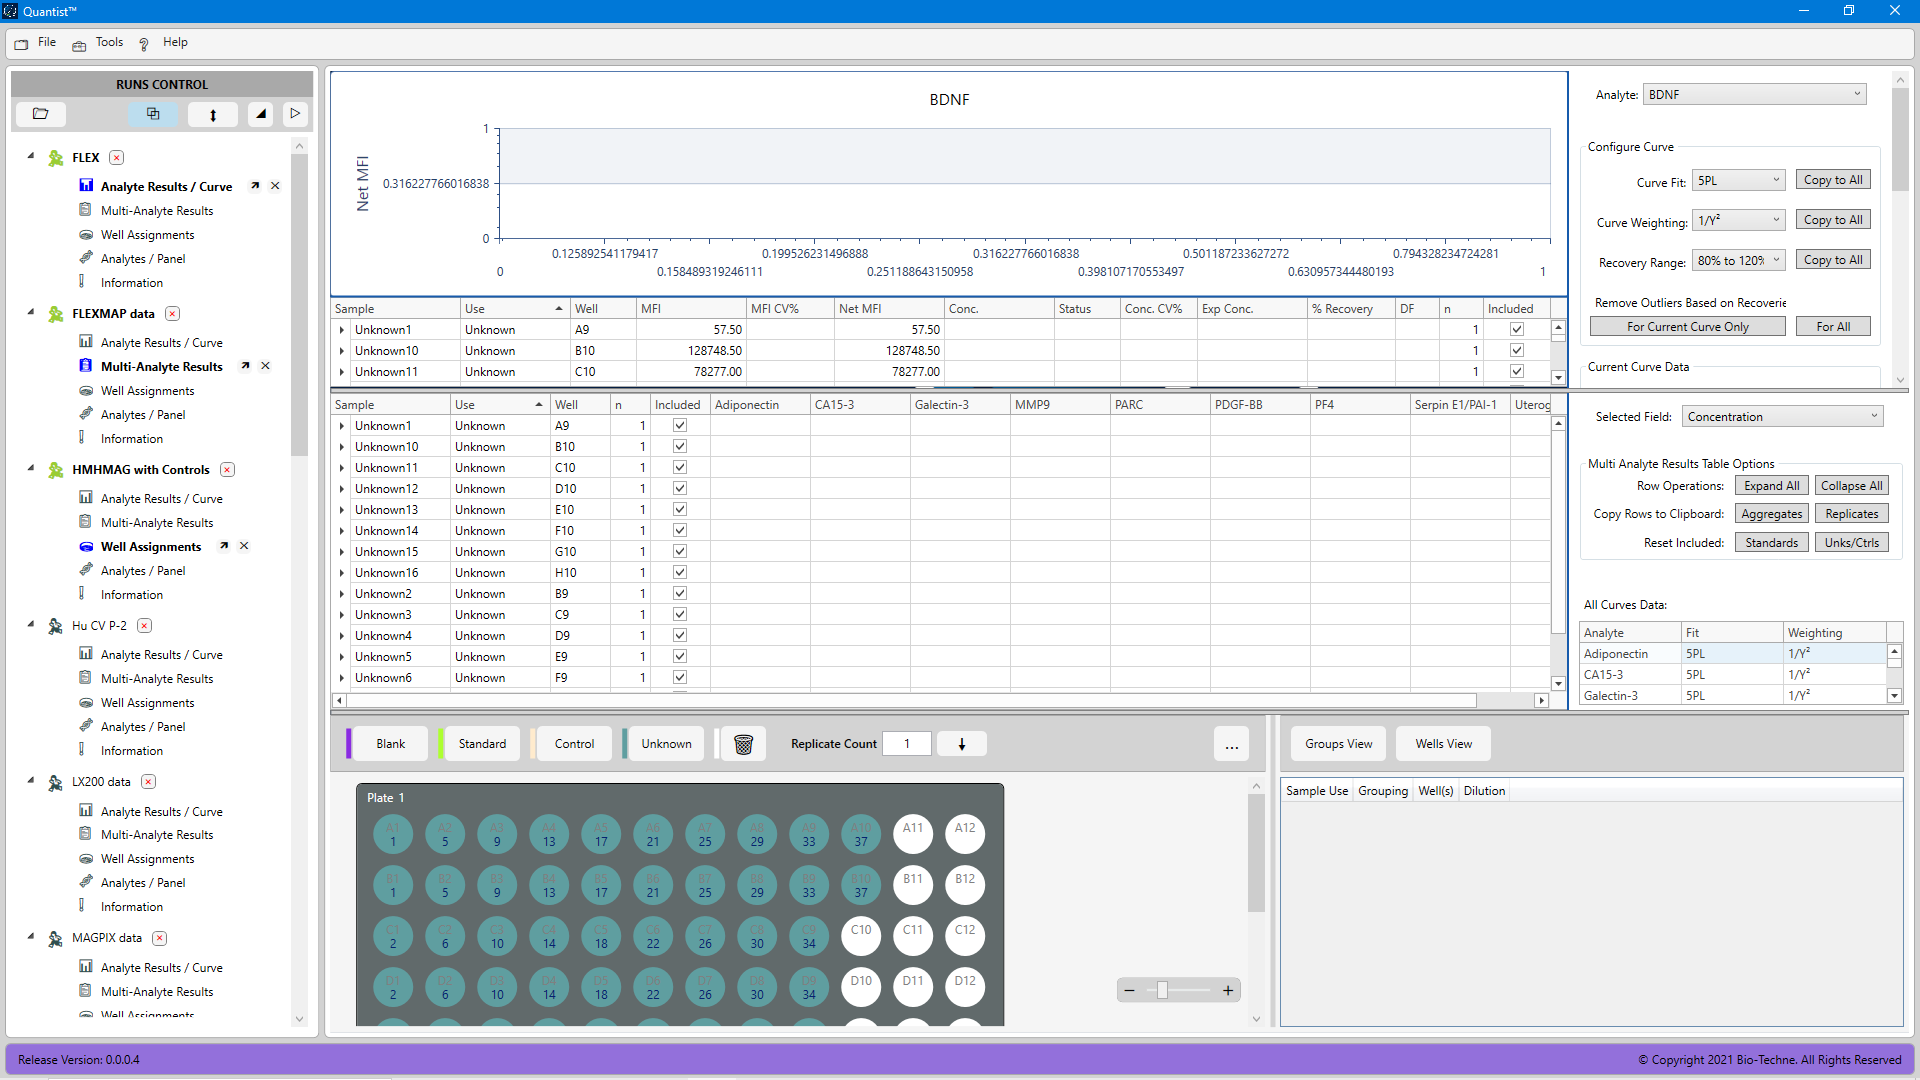 Quantist™
File Tools Help
RUNS CONTROL
FLEX
Analyte Results / Curve
Multi-Analyte Results
Well Assignments
Analytes / Panel
Information
FLEXMAP data
Analyte Results / Curve
Multi-Analyte Results
Well Assignments
Analytes / Panel
Information
HMHMAG with Controls
Analyte Results / Curve
Multi-Analyte Results
Well Assignments
Analytes / Panel
Information
Hu CV P-2
Analyte Results / Curve
Multi-Analyte Results
Well Assignments
Analytes / Panel
Information
LX200 data
Analyte Results / Curve
Multi-Analyte Results
Well Assignments
Analytes / Panel
Information
MAGPIX data
Analyte Results / Curve
Multi-Analyte Results
Well Assignments
BDNF
Net MFI
1
0.316227766016838
0
0.125892541179417 0.199526231496888 0.316227766016838 0.501187233627272 0.794328234724281
0 0.158489319246111 0.251188643150958 0.398107170553497 0.630957344480193 1
Sample Use Well MFI MFI CV% Net MFI Conc. Status Conc. CV% Exp Conc. % Recovery DF n Included
Unknown1 Unknown A9 57.50 57.50 1
Unknown10 Unknown B10 128748.50 128748.50 1
Unknown11 Unknown C10 78277.00 78277.00 1
Analyte: BDNF
Configure Curve
Curve Fit: 5PL Copy to All
Curve Weighting: 1/Y² Copy to All
Recovery Range: 80% to 120% Copy to All
Remove Outliers Based on Recoverie
For Current Curve Only For All
Current Curve Data
Sample Use Well n Included Adiponectin CA15-3 Galectin-3 MMP9 PARC PDGF-BB PF4 Serpin E1/PAI-1 Uterog
Unknown1 Unknown A9 1
Unknown10 Unknown B10 1
Unknown11 Unknown C10 1
Unknown12 Unknown D10 1
Unknown13 Unknown E10 1
Unknown14 Unknown F10 1
Unknown15 Unknown G10 1
Unknown16 Unknown H10 1
Unknown2 Unknown B9 1
Unknown3 Unknown C9 1
Unknown4 Unknown D9 1
Unknown5 Unknown E9 1
Unknown6 Unknown F9 1
Selected Field: Concentration
Multi Analyte Results Table Options
Row Operations: Expand All Collapse All
Copy Rows to Clipboard: Aggregates Replicates
Reset Included: Standards Unks/Ctrls
All Curves Data:
Analyte Fit Weighting
Adiponectin 5PL 1/Y²
CA15-3 5PL 1/Y²
Galectin-3 5PL 1/Y²
Blank Standard Control Unknown Replicate Count 1 ...
Plate 1
A1 A2 A3 A4 A5 A6 A7 A8 A9 A10 A11 A12
1 5 9 13 17 21 25 29 33 37
B1 B2 B3 B4 B5 B6 B7 B8 B9 B10 B11 B12
1 5 9 13 17 21 25 29 33 37
C1 C2 C3 C4 C5 C6 C7 C8 C9 C10 C11 C12
2 6 10 14 18 22 26 30 34
D1 D2 D3 D4 D5 D6 D7 D8 D9 D10 D11 D12
2 6 10 14 18 22 26 30 34
Groups View Wells View
Sample Use Grouping Well(s) Dilution
Release Version: 0.0.0.4
© Copyright 2021 Bio-Techne. All Rights Reserved